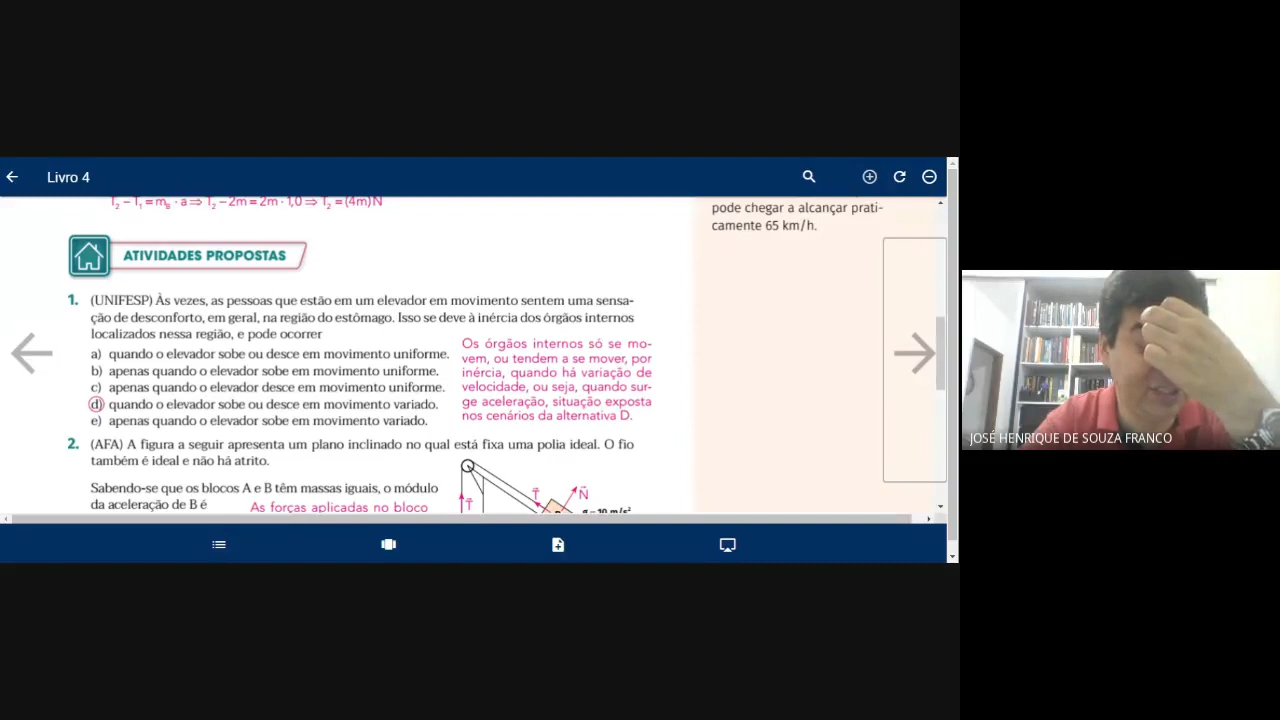 Livro 4
T₂ – T₁ = m_B · a ⇒ T₂ – 2m = 2m · 1,0 ⇒ T₂ = (4m)N
pode chegar a alcançar prati-
camente 65 km/h.
ATIVIDADES PROPOSTAS
1. (UNIFESP) Às vezes, as pessoas que estão em um elevador em movimento sentem uma sensa-
ção de desconforto, em geral, na região do estômago. Isso se deve à inércia dos órgãos internos
localizados nessa região, e pode ocorrer
a) quando o elevador sobe ou desce em movimento uniforme.
b) apenas quando o elevador sobe em movimento uniforme.
c) apenas quando o elevador desce em movimento uniforme.
d) quando o elevador sobe ou desce em movimento variado.
e) apenas quando o elevador sobe em movimento variado.
Os órgãos internos só se mo-
vem, ou tendem a se mover, por
inércia, quando há variação de
velocidade, ou seja, quando sur-
ge aceleração, situação exposta
nos cenários da alternativa D.
2. (AFA) A figura a seguir apresenta um plano inclinado no qual está fixa uma polia ideal. O fio
também é ideal e não há atrito.
Sabendo-se que os blocos A e B têm massas iguais, o módulo
da aceleração de B é
As forças aplicadas no bloco
T
T
N
g = 10 m/s²
JOSÉ HENRIQUE DE SOUZA FRANCO